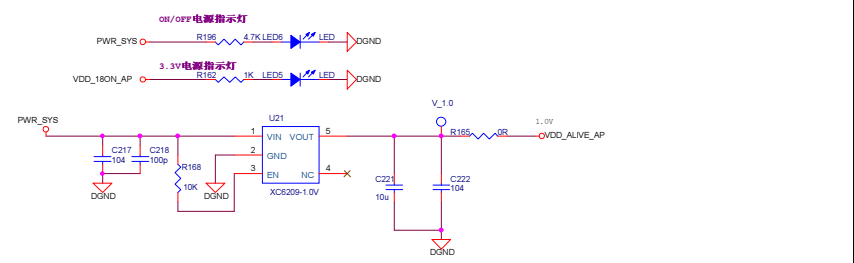 ON/OFF电源指示灯
PWR_SYS R196 4.7K LED6 LED DGND
3.3V电源指示灯
VDD_18ON_AP R162 1K LED5 LED DGND
PWR_SYS U21 V_1.0 1.0V
1 VIN VOUT 5 R165 0R VDD_ALIVE_AP
C217 104 C218 100p 2 GND
R168 10K 3 EN NC 4
DGND DGND XC6209-1.0V
C221 10u C222 104
DGND